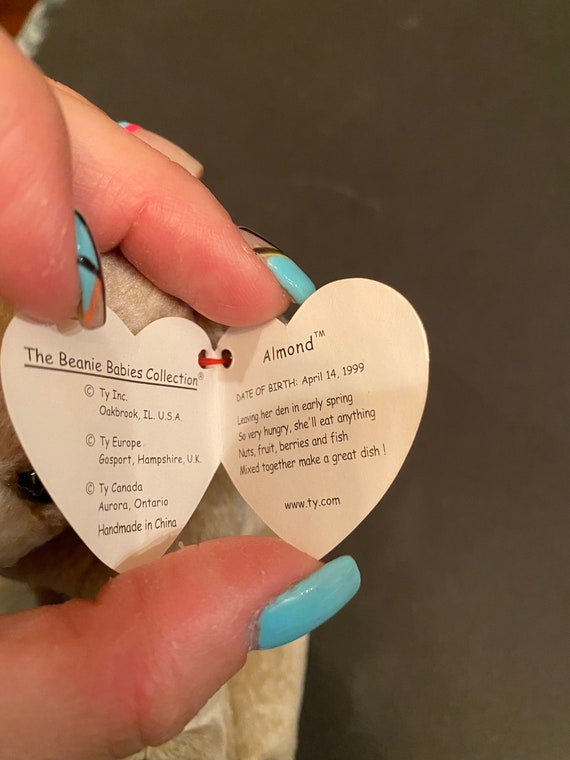 The Beanie Babies Collection®
© Ty Inc.
Oakbrook, IL. U.S.A.
© Ty Europe
Gosport, Hampshire, U.K.
© Ty Canada
Aurora, Ontario
Handmade in China
Almond™
DATE OF BIRTH: April 14, 1999
Leaving her den in early spring
So very hungry, she'll eat anything
Nuts, fruit, berries and fish
Mixed together make a great dish !
www.ty.com